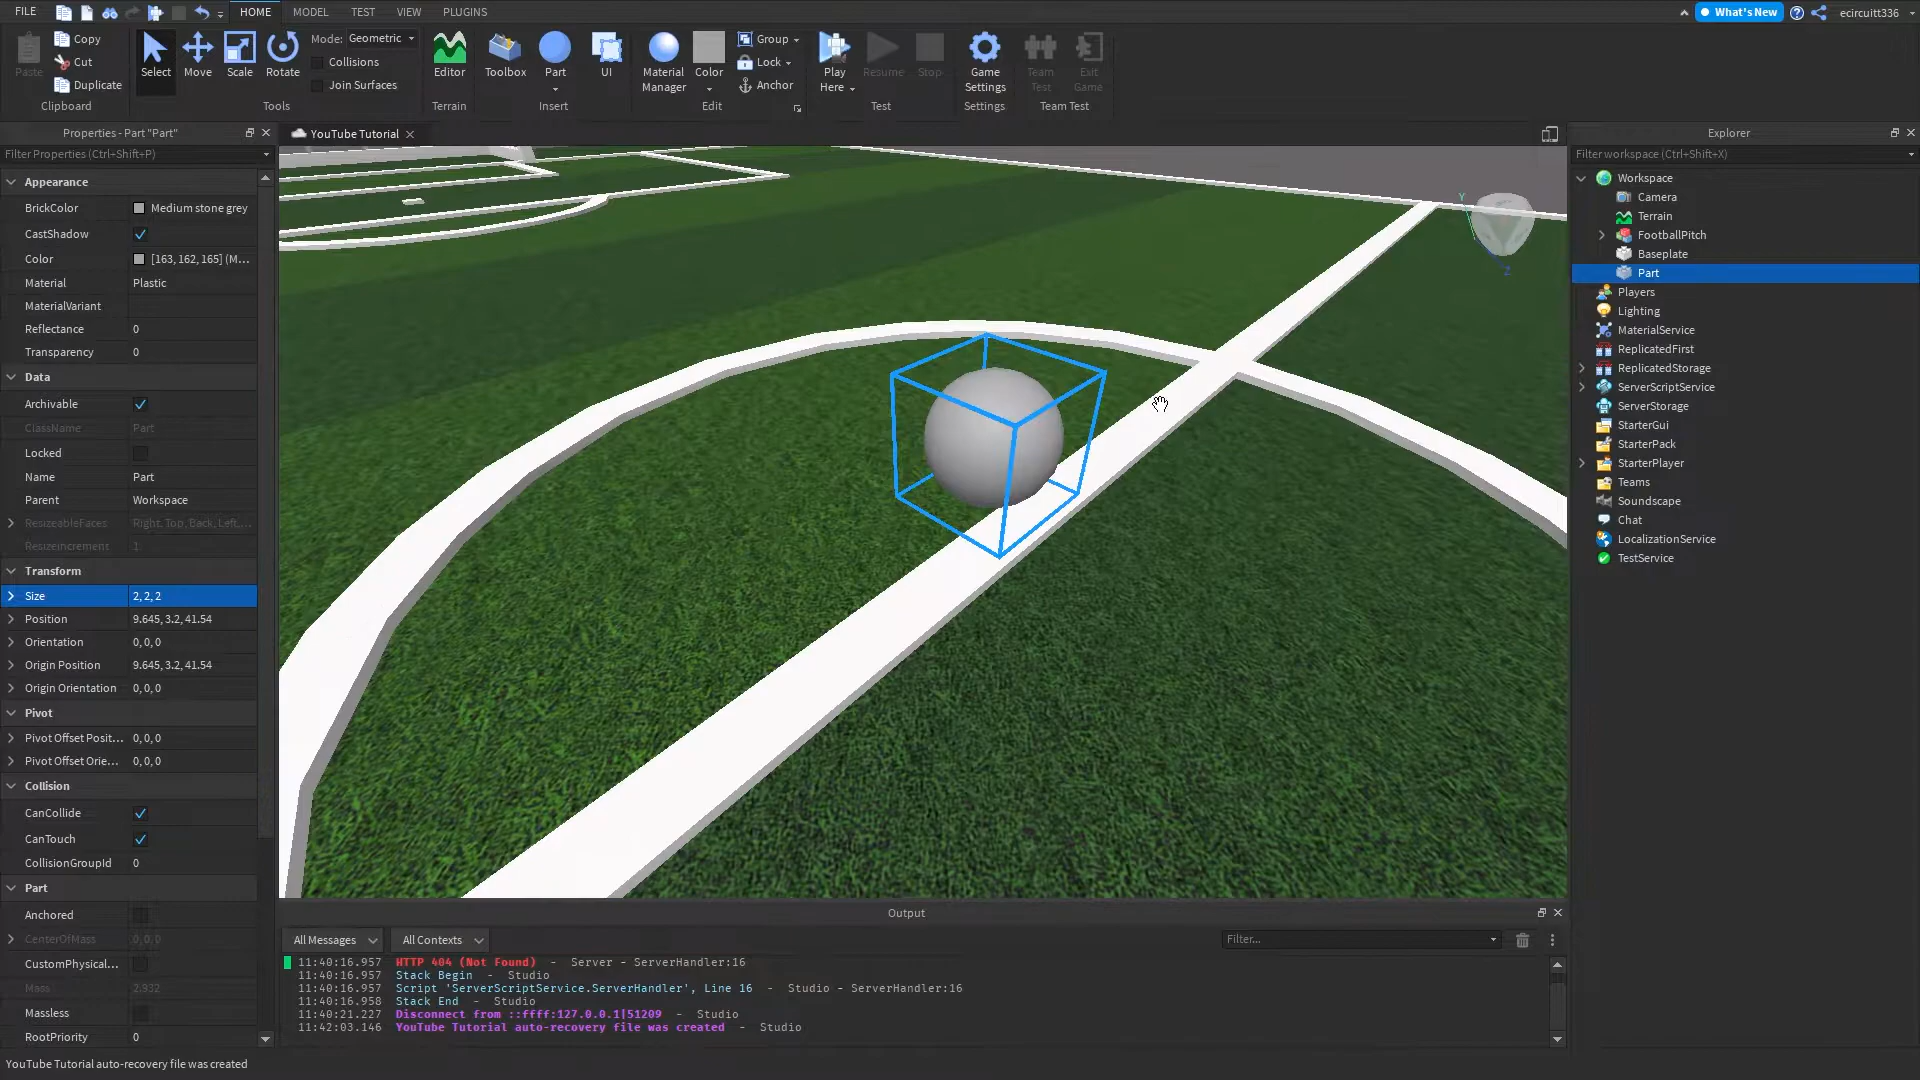 FILE
HOME
MODEL
TEST
VIEW
PLUGINS
What's New
ecircuitt336
Paste
Copy
Cut
Duplicate
Clipboard
Select
Move
Scale
Rotate
Mode: Geometric
Collisions
Join Surfaces
Tools
Editor
Terrain
Toolbox
Part
UI
Insert
Material Manager
Color
Group
Lock
Anchor
Edit
Play Here
Resume
Stop
Test
Game Settings
Settings
Team Test
Exit Game
Team Test
Properties - Part "Part"
Filter Properties (Ctrl+Shift+P)
Appearance
BrickColor Medium stone grey
CastShadow
Color [163, 162, 165] (M...
Material Plastic
MaterialVariant
Reflectance 0
Transparency 0
Data
Archivable
ClassName Part
Locked
Name Part
Parent Workspace
ResizeableFaces Right, Top, Back, Left,...
ResizeIncrement 1
Transform
Size 2, 2, 2
Position 9.645, 3.2, 41.54
Orientation 0, 0, 0
Origin Position 9.645, 3.2, 41.54
Origin Orientation 0, 0, 0
Pivot
Pivot Offset Posit... 0, 0, 0
Pivot Offset Orie... 0, 0, 0
Collision
CanCollide
CanTouch
CollisionGroupId 0
Part
Anchored
CenterOfMass 0, 0, 0
CustomPhysical...
Mass 2.932
Massless
RootPriority 0
YouTube Tutorial auto-recovery file was created
YouTube Tutorial
Y
Z
Output
All Messages
All Contexts
Filter...
11:40:16.957 HTTP 404 (Not Found) - Server - ServerHandler:16
11:40:16.957 Stack Begin - Studio
11:40:16.957 Script 'ServerScriptService.ServerHandler', Line 16 - Studio - ServerHandler:16
11:40:16.958 Stack End - Studio
11:40:21.227 Disconnect from ::ffff:127.0.0.1|51209 - Studio
11:42:03.146 YouTube Tutorial auto-recovery file was created - Studio
Explorer
Filter workspace (Ctrl+Shift+X)
Workspace
Camera
Terrain
FootballPitch
Baseplate
Part
Players
Lighting
MaterialService
ReplicatedFirst
ReplicatedStorage
ServerScriptService
ServerStorage
StarterGui
StarterPack
StarterPlayer
Teams
Soundscape
Chat
LocalizationService
TestService